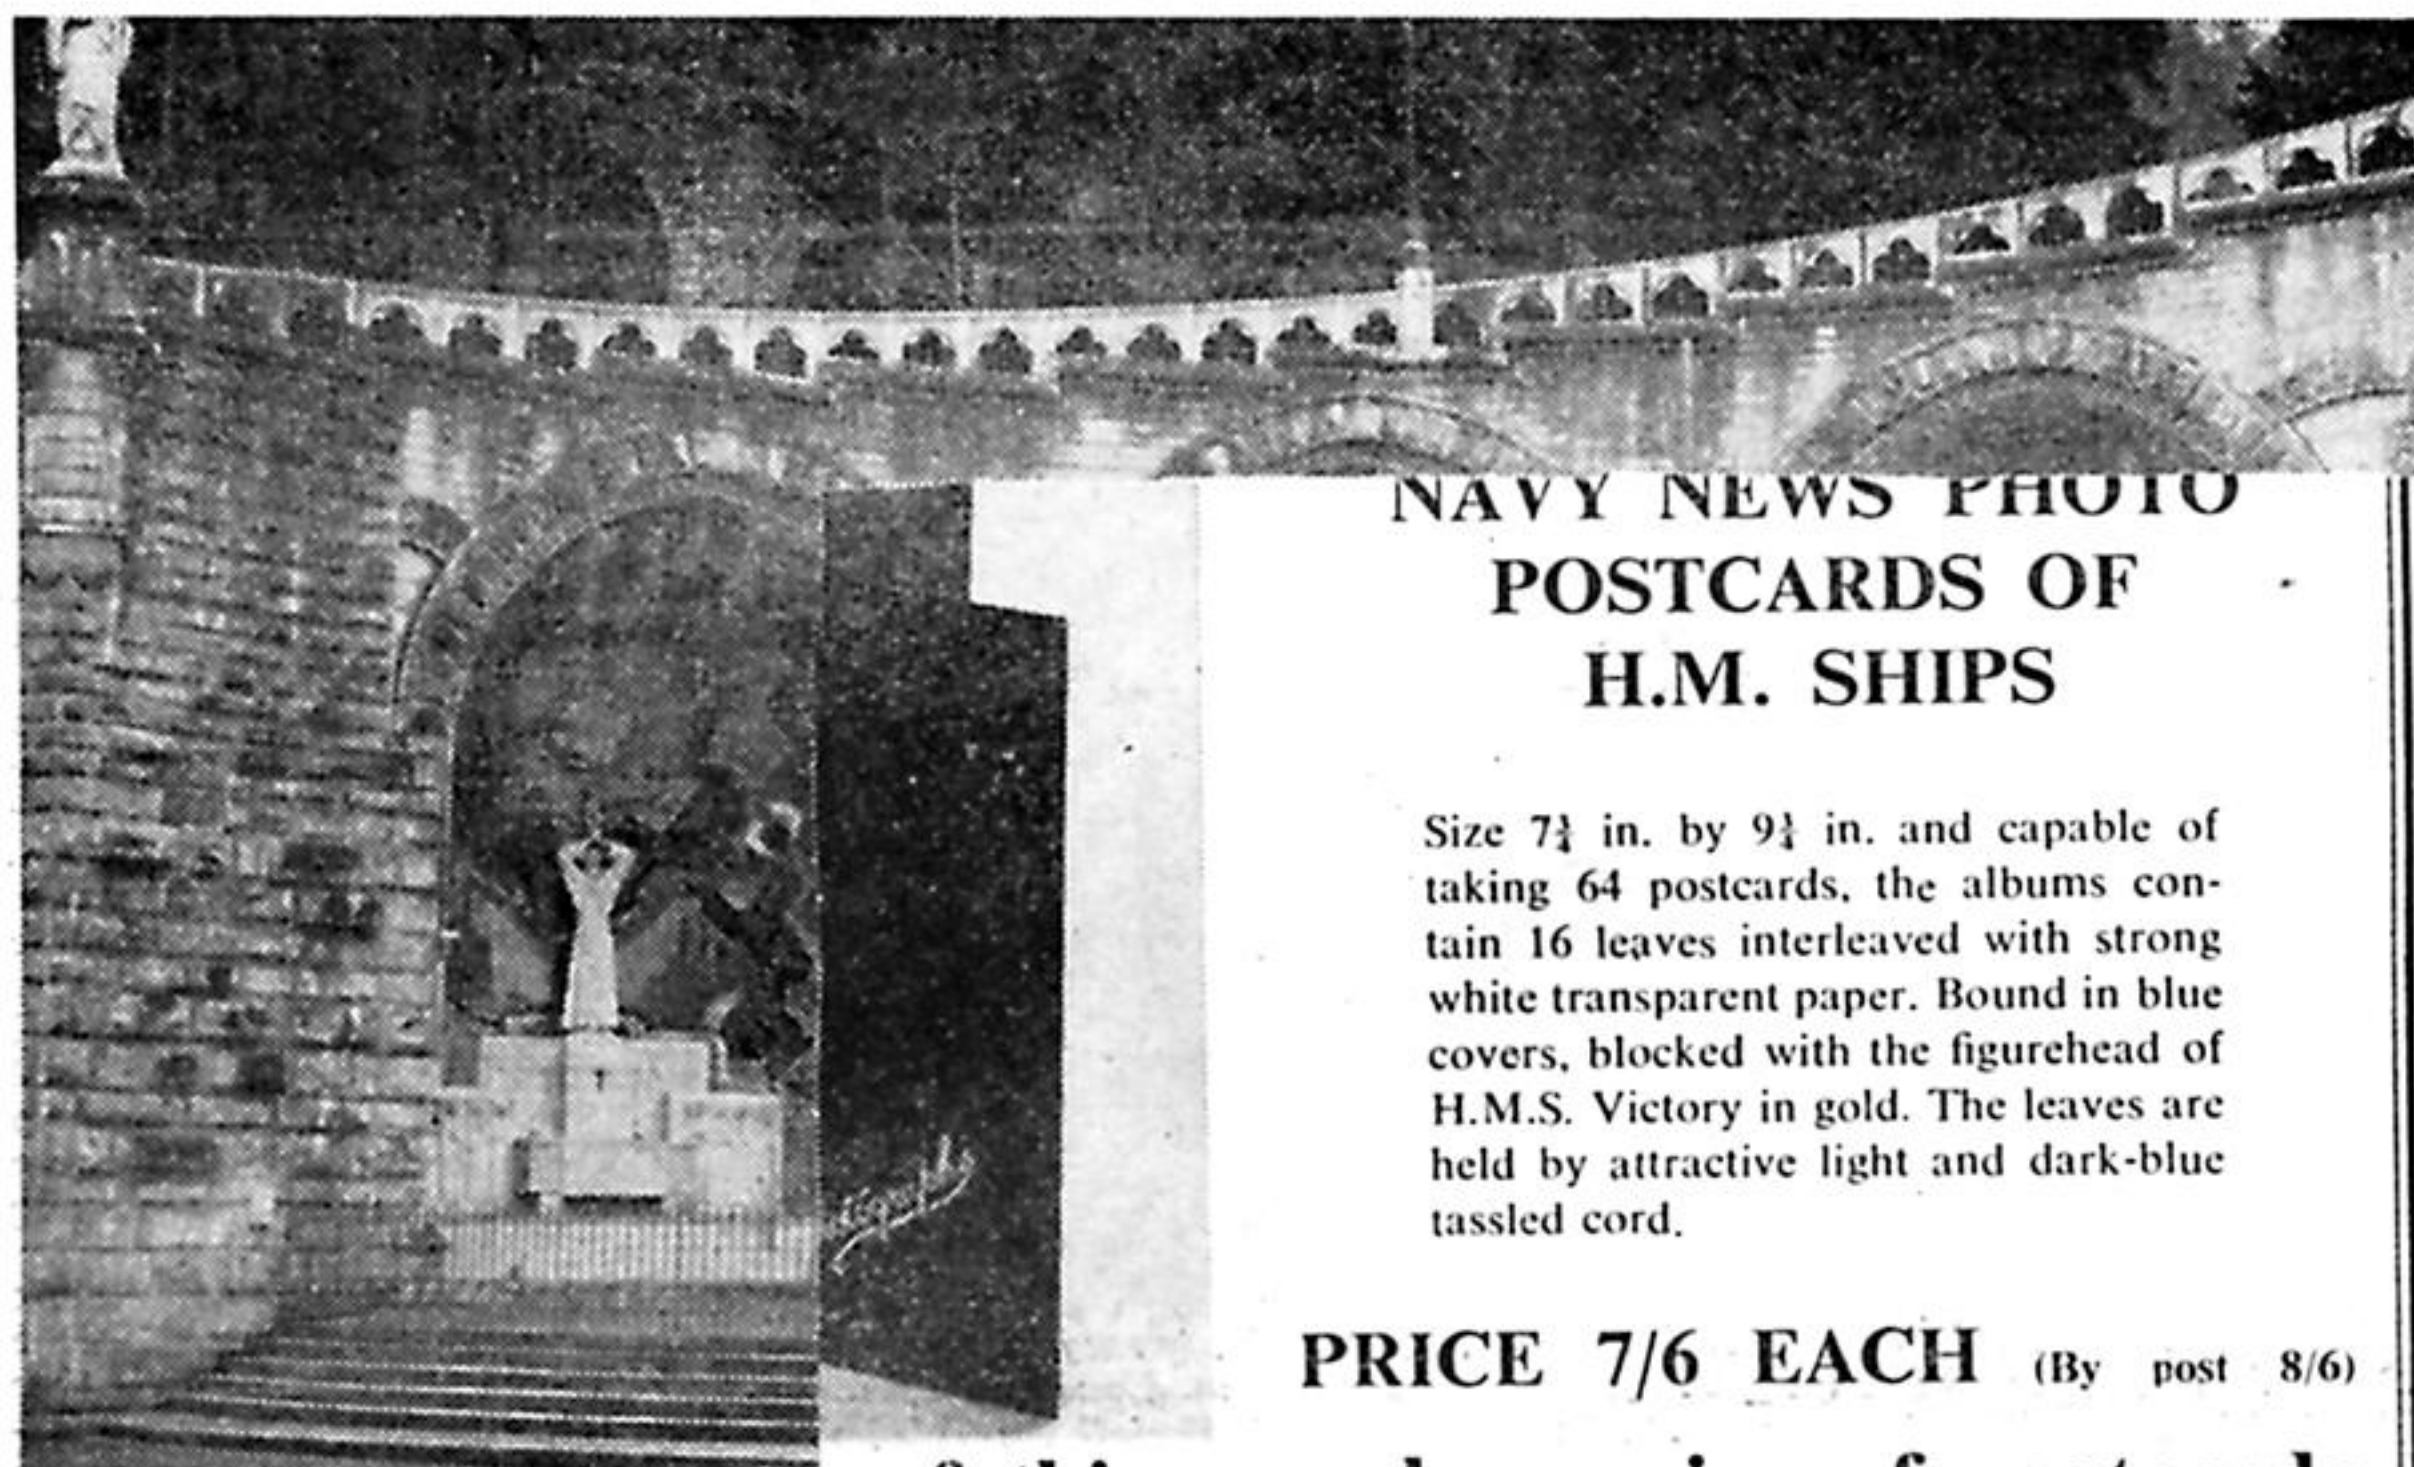 NAVY NEWS PHOTO
POSTCARDS OF
H.M. SHIPS
Size 7¾ in. by 9¼ in. and capable of
taking 64 postcards, the albums con-
tain 16 leaves interleaved with strong
white transparent paper. Bound in blue
covers, blocked with the figurehead of
H.M.S. Victory in gold. The leaves are
held by attractive light and dark-blue
tassled cord.
PRICE 7/6 EACH (By post 8/6)